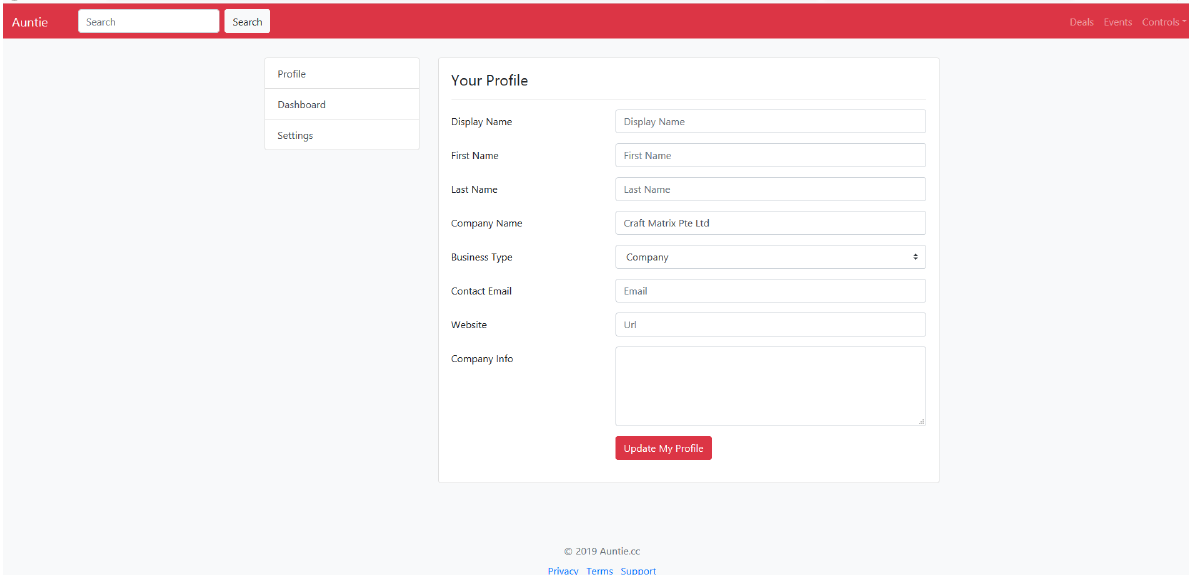 Auntie Search Search Deals Events Controls
Profile
Dashboard
Settings
Your Profile
Display Name Display Name
First Name First Name
Last Name Last Name
Company Name Craft Matrix Pte Ltd
Business Type Company
Contact Email Email
Website Url
Company Info
Update My Profile
© 2019 Auntie.cc
Privacy Terms Support